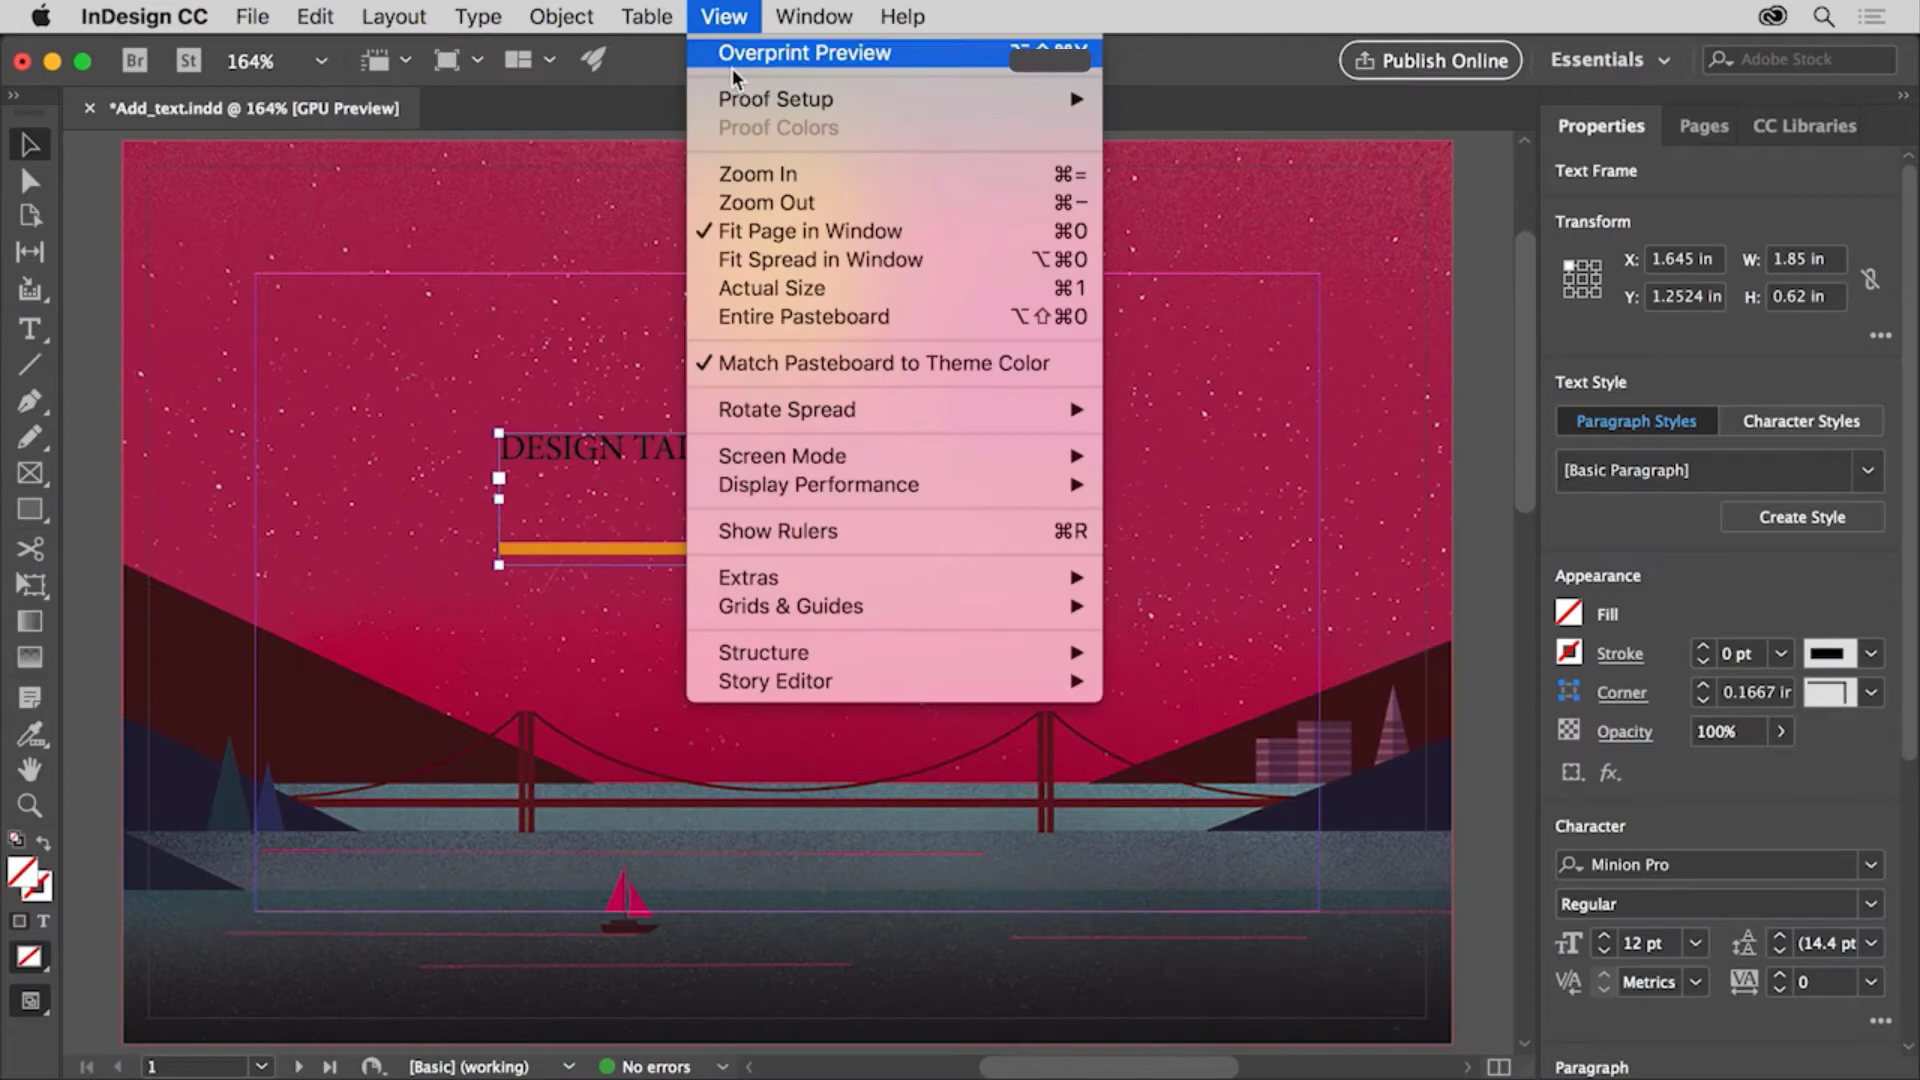 InDesign CC File Edit Layout Type Object Table View Window Help
Br St 164%
Publish Online
Essentials
Adobe Stock
*Add_text.indd @ 164% [GPU Preview]
Overprint Preview
Proof Setup
Proof Colors
Zoom In ⌘=
Zoom Out ⌘−
✓ Fit Page in Window ⌘0
Fit Spread in Window ⌥⌘0
Actual Size ⌘1
Entire Pasteboard ⌥⇧⌘0
✓ Match Pasteboard to Theme Color
Rotate Spread
Screen Mode
Display Performance
Show Rulers ⌘R
Extras
Grids & Guides
Structure
Story Editor
DESIGN
Properties Pages CC Libraries
Text Frame
Transform
X: 1.645 in W: 1.85 in
Y: 1.2524 in H: 0.62 in
Text Style
Paragraph Styles Character Styles
[Basic Paragraph]
Create Style
Appearance
Fill
Stroke 0 pt
Corner 0.1667 ir
Opacity 100%
fx.
Character
Minion Pro
Regular
12 pt (14.4 pt
Metrics 0
Paragraph
1 [Basic] (working) No errors